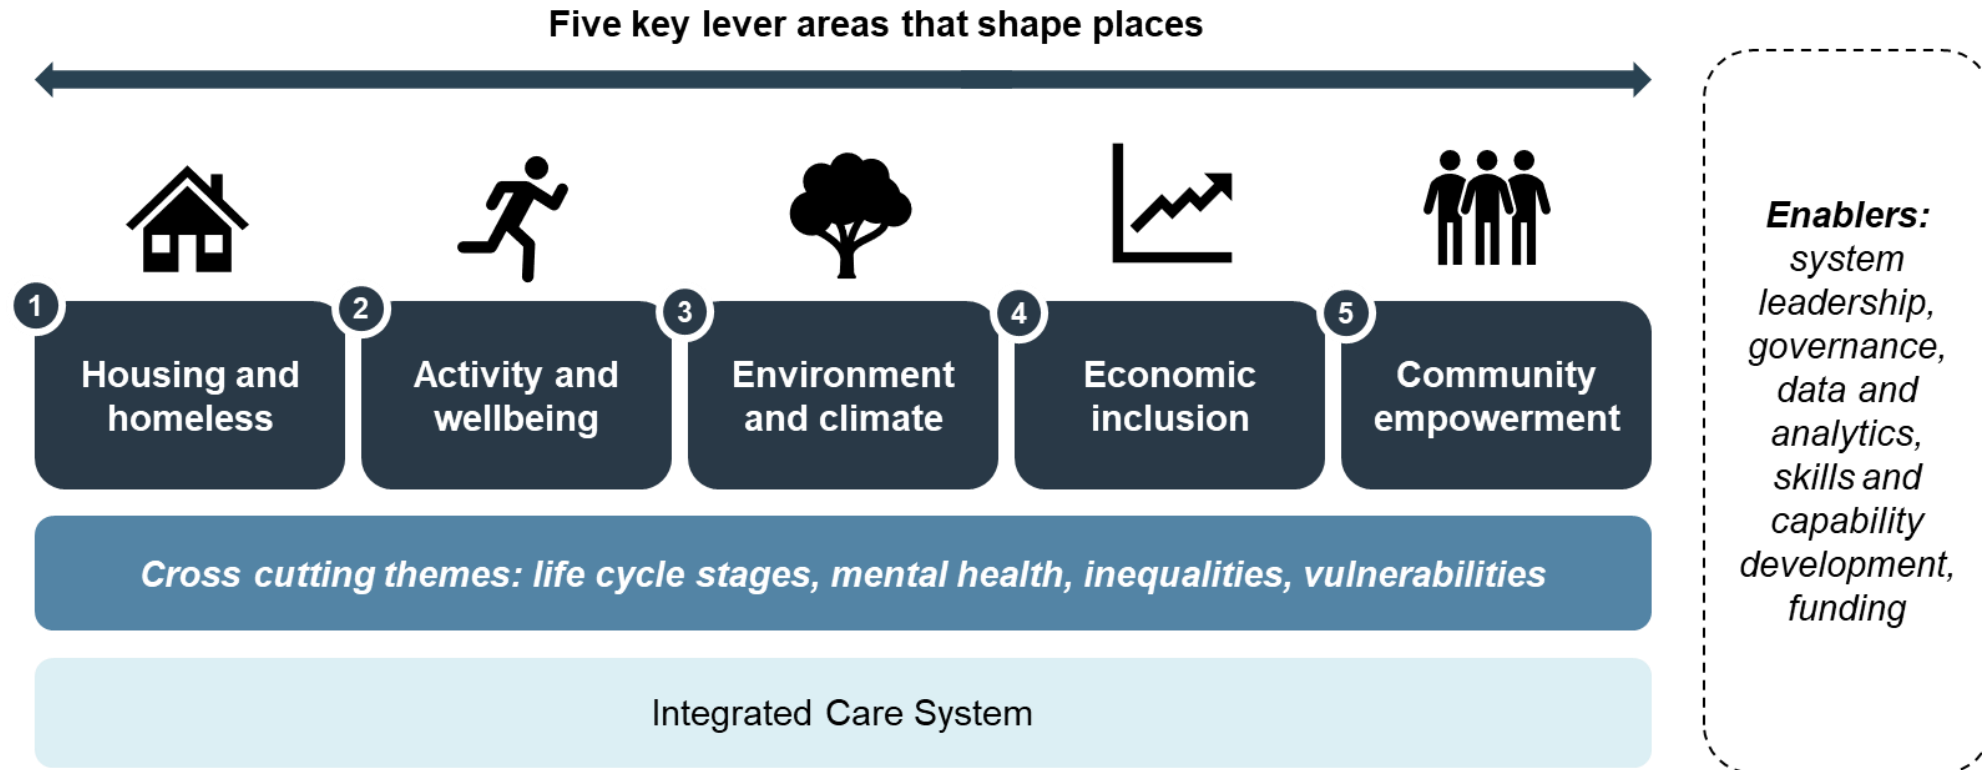 Five key lever areas that shape places
1
Housing and
homeless
2
Activity and
wellbeing
3
Environment
and climate
4
Economic
inclusion
5
Community
empowerment
Cross cutting themes: life cycle stages, mental health, inequalities, vulnerabilities
Integrated Care System
Enablers:
system
leadership,
governance,
data and
analytics,
skills and
capability
development,
funding